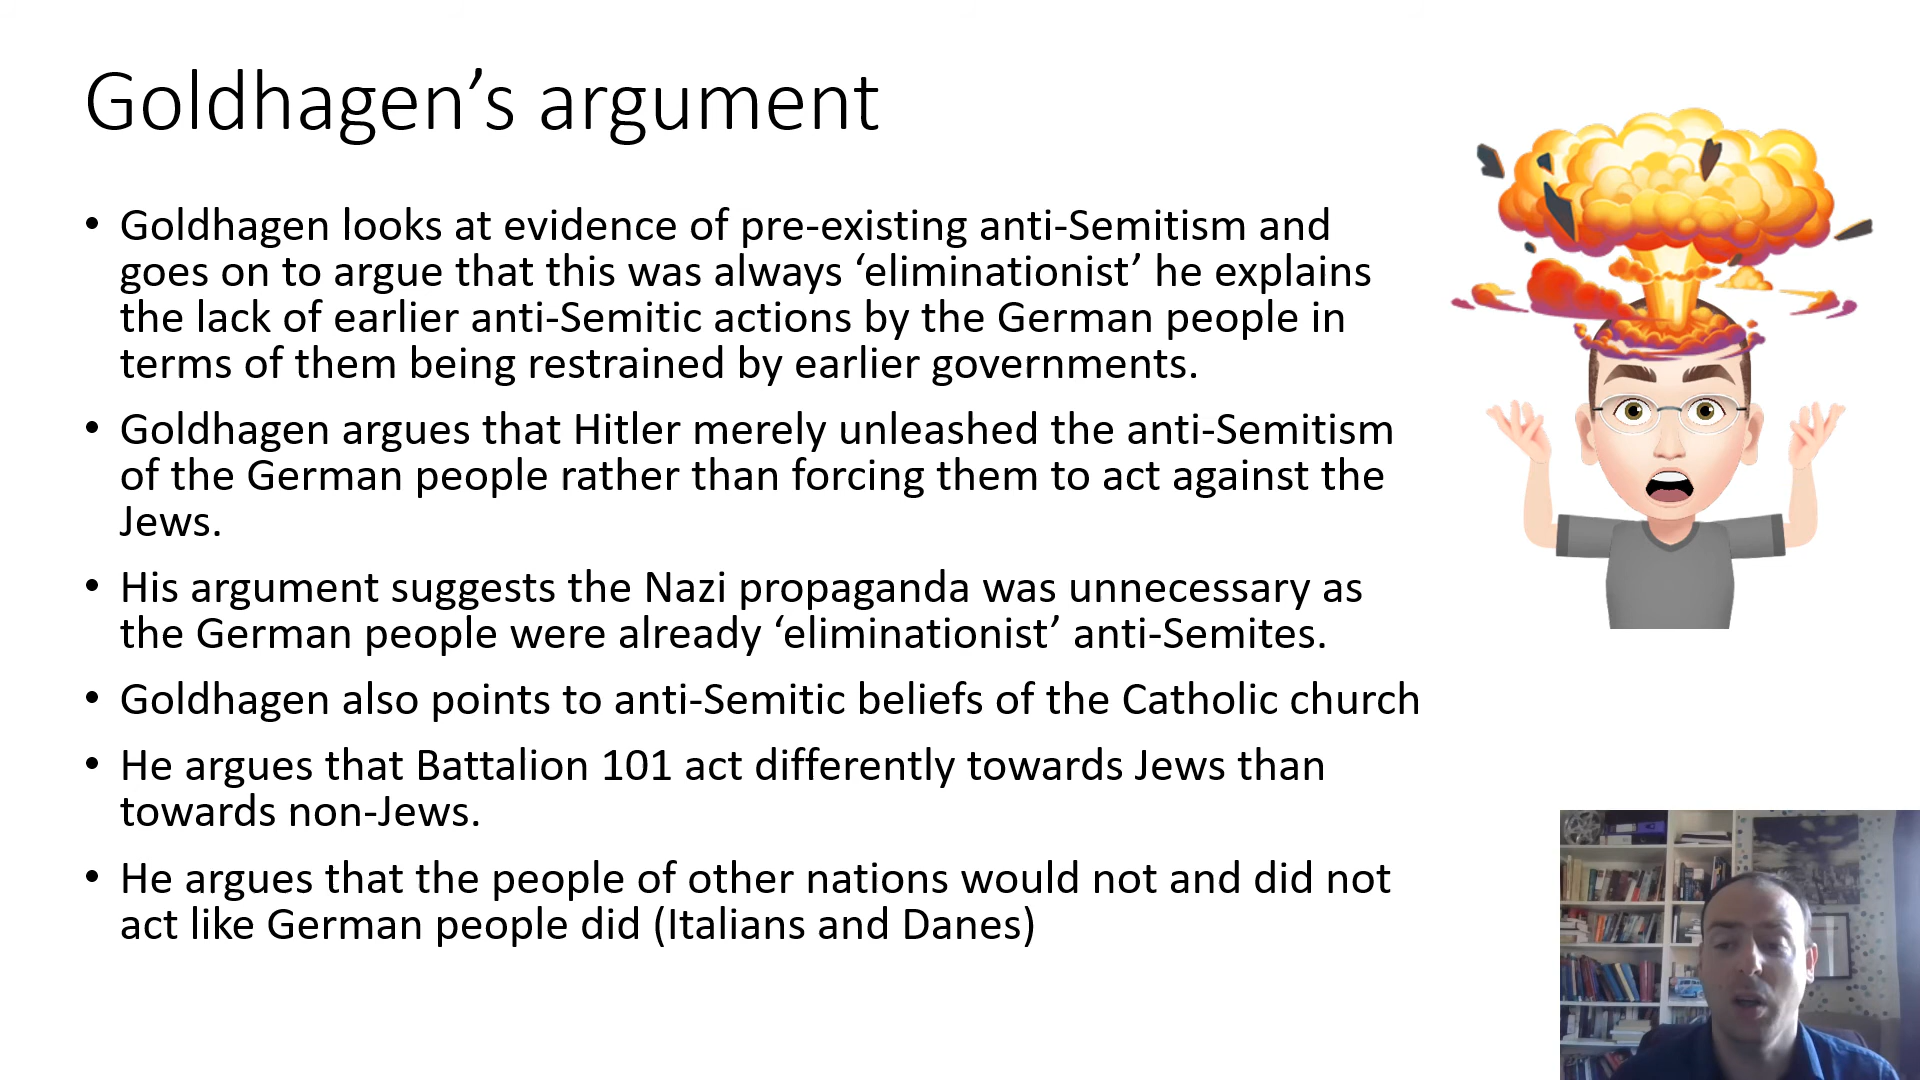 Goldhagen’s argument
• Goldhagen looks at evidence of pre-existing anti-Semitism and
goes on to argue that this was always ‘eliminationist’ he explains
the lack of earlier anti-Semitic actions by the German people in
terms of them being restrained by earlier governments.
• Goldhagen argues that Hitler merely unleashed the anti-Semitism
of the German people rather than forcing them to act against the
Jews.
• His argument suggests the Nazi propaganda was unnecessary as
the German people were already ‘eliminationist’ anti-Semites.
• Goldhagen also points to anti-Semitic beliefs of the Catholic church
• He argues that Battalion 101 act differently towards Jews than
towards non-Jews.
• He argues that the people of other nations would not and did not
act like German people did (Italians and Danes)